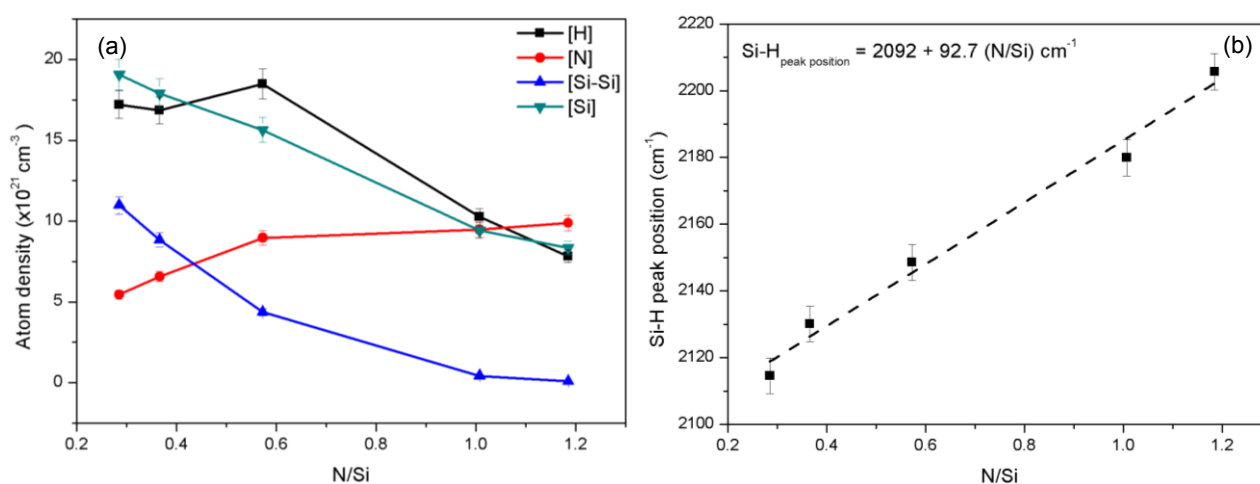 (a)
[H]
[N]
[Si-Si]
[Si]
20
15
10
5
0
Atom density (x10²¹ cm⁻³)
0.2 0.4 0.6 0.8 1.0 1.2
N/Si
(b)
Si-H peak position = 2092 + 92.7 (N/Si) cm⁻¹
2220
2200
2180
2160
2140
2120
2100
Si-H peak position (cm⁻¹)
0.2 0.4 0.6 0.8 1.0 1.2
N/Si